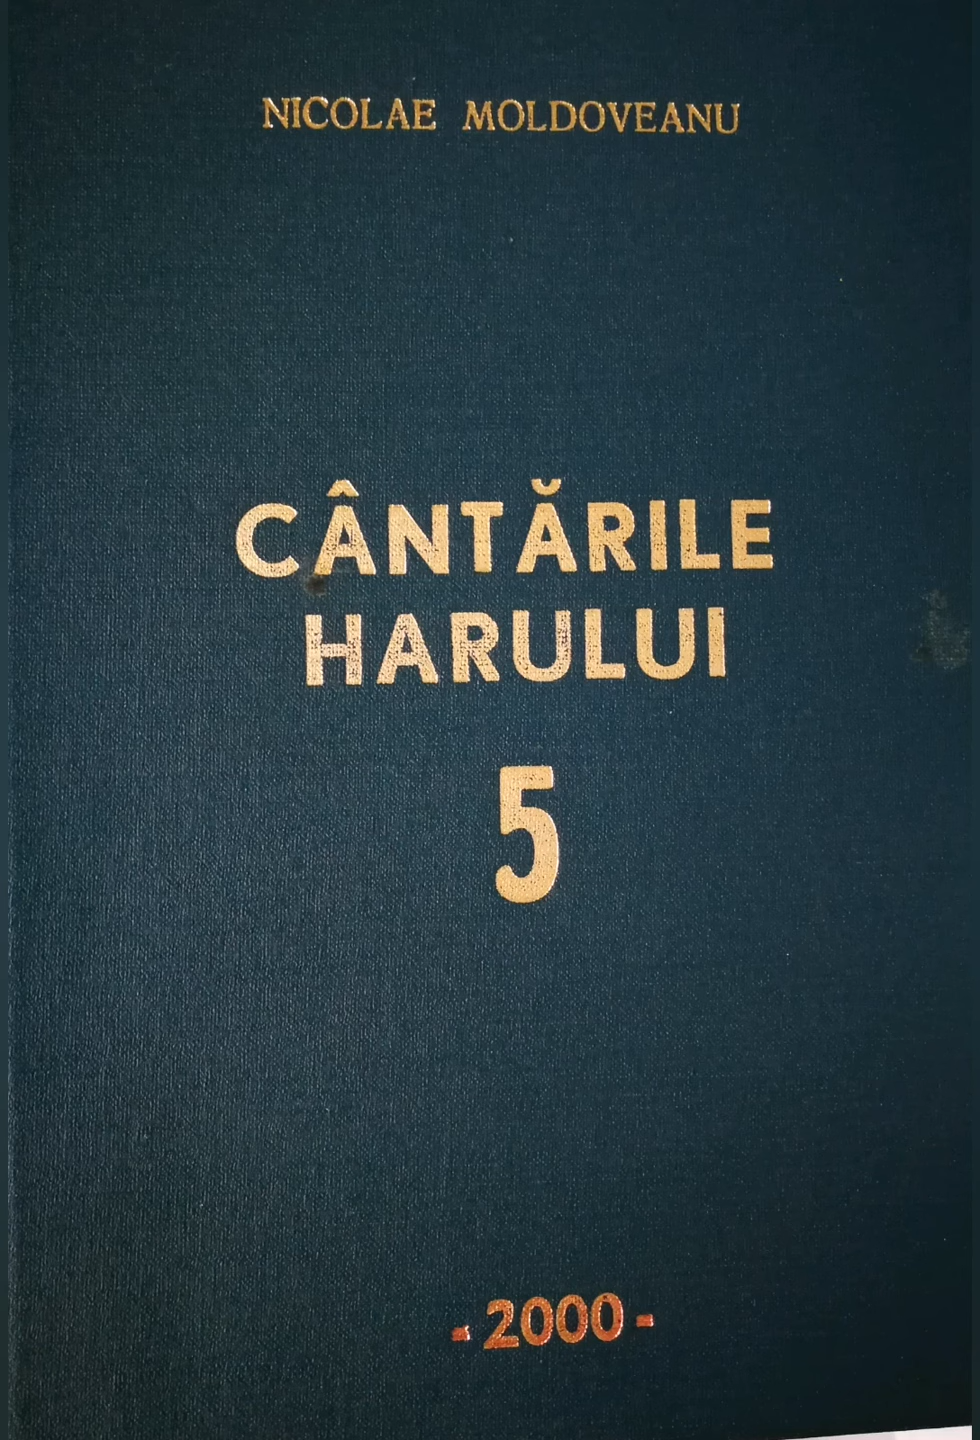 NICOLAE MOLDOVEANU
CÂNTĂRILE
HARULUI
5
- 2000 -